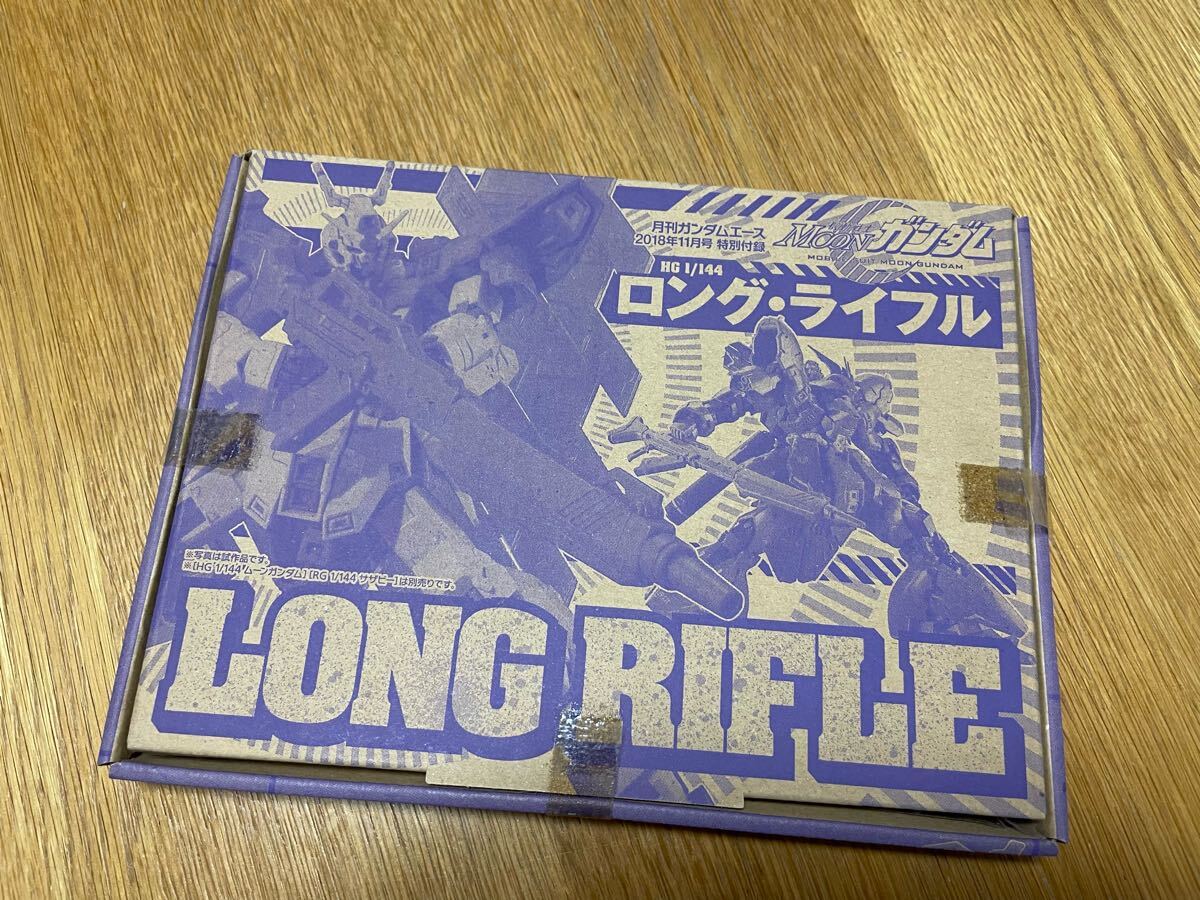 月刊ガンダムエース
2018年11月号 特別付録
MOONガンダム
MOBILE SUIT MOON GUNDAM
HG 1/144
ロング・ライフル
※写真は試作品です。
※[HG 1/144 ムーンガンダム] [RG 1/144 サザビー]は別売りです。
LONG RIFLE